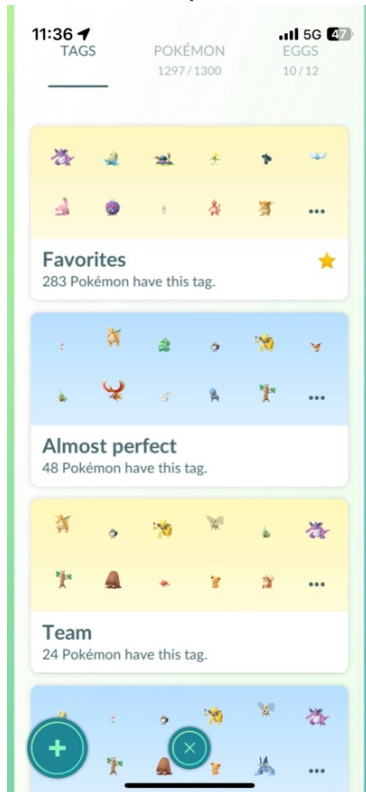 11:36 5G 47
TAGS POKÉMON EGGS
1297/1300 10/12
Favorites
283 Pokémon have this tag.
Almost perfect
48 Pokémon have this tag.
Team
24 Pokémon have this tag.